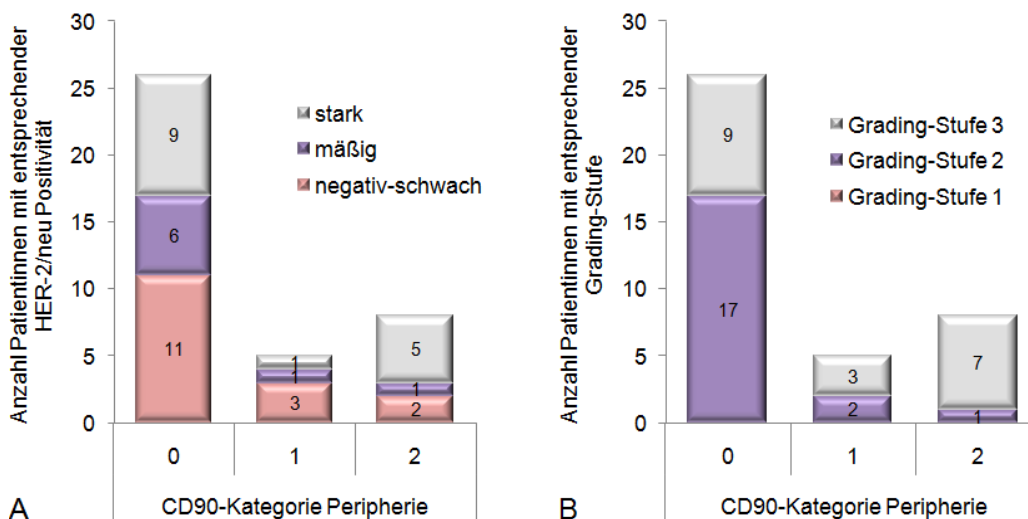 Anzahl Patientinnen mit entsprechender
HER-2/neu Positivität
30
25
20
15
10
5
0
stark
mäßig
negativ-schwach
9
6
11
1
1
3
5
1
2
0 1 2
CD90-Kategorie Peripherie
A
Anzahl Patientinnen mit entsprechender
Grading-Stufe
30
25
20
15
10
5
0
Grading-Stufe 3
Grading-Stufe 2
Grading-Stufe 1
9
17
3
2
7
1
0 1 2
CD90-Kategorie Peripherie
B